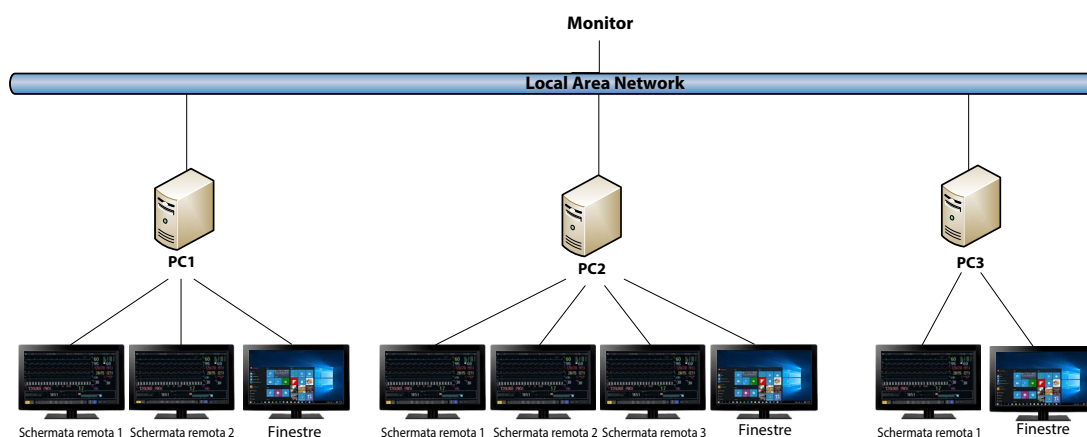 Monitor
Local Area Network
PC1
PC2
PC3
Schermata remota 1
Schermata remota 2
Finestre
Schermata remota 1
Schermata remota 2
Schermata remota 3
Finestre
Schermata remota 1
Finestre